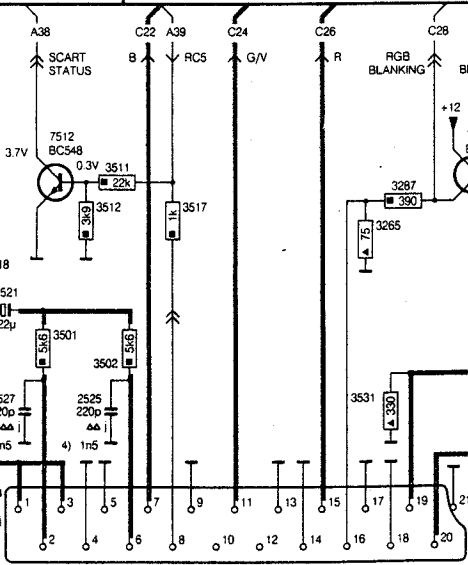 A38 C22 A39 C24 C26 C28
SCART B RC5 G/V R RGB
STATUS BLANKING
+12
7512
BC548
3.7V 0.3V 3511
22k 3287
390
3k9 3512 1k 3517 75 3265
18
521
22µ
5k6 3501 5k6
3502
527 2525 3531 330
20p 220p
△△ i △△ i
n5 4) 1n5
1 3 5 7 9 11 13 15 17 19 21
2 4 6 8 10 12 14 16 18 20